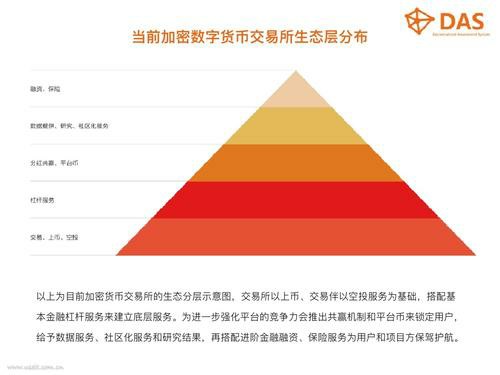 DAS
Decentralized Assessment System
当前加密数字货币交易所生态层分布
融资、保险
数据提供、研究、社区化服务
分红共赢、平台币
杠杆服务
交易、上币、空投
以上为目前加密货币交易所的生态分层示意图，交易所以上币、交易伴以空投服务为基础，搭配基
本金融杠杆服务来建立底层服务。为进一步强化平台的竞争力会推出共赢机制和平台币来锁定用户，
给予数据服务、社区化服务和研究结果，再搭配进阶金融融资、保险服务为用户和项目方保驾护航。